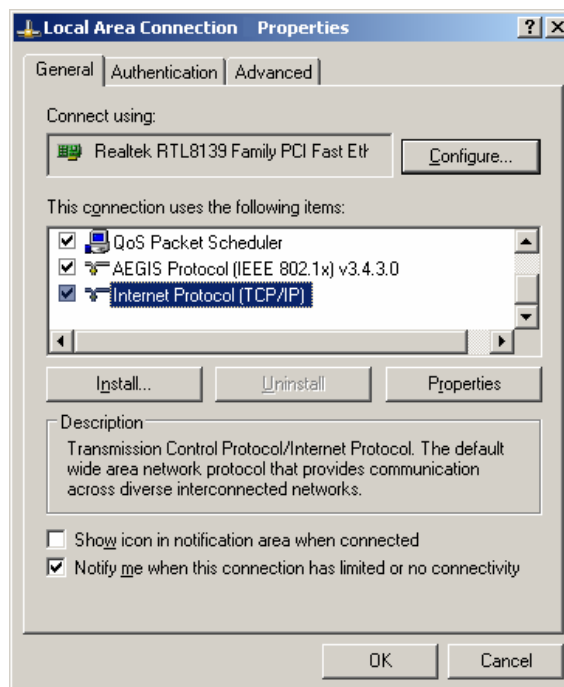 Local Area Connection Properties
General Authentication Advanced
Connect using:
Realtek RTL8139 Family PCI Fast Eth
Configure...
This connection uses the following items:
QoS Packet Scheduler
AEGIS Protocol (IEEE 802.1x) v3.4.3.0
Internet Protocol (TCP/IP)
Install... Uninstall Properties
Description
Transmission Control Protocol/Internet Protocol. The default
wide area network protocol that provides communication
across diverse interconnected networks.
Show icon in notification area when connected
Notify me when this connection has limited or no connectivity
OK Cancel